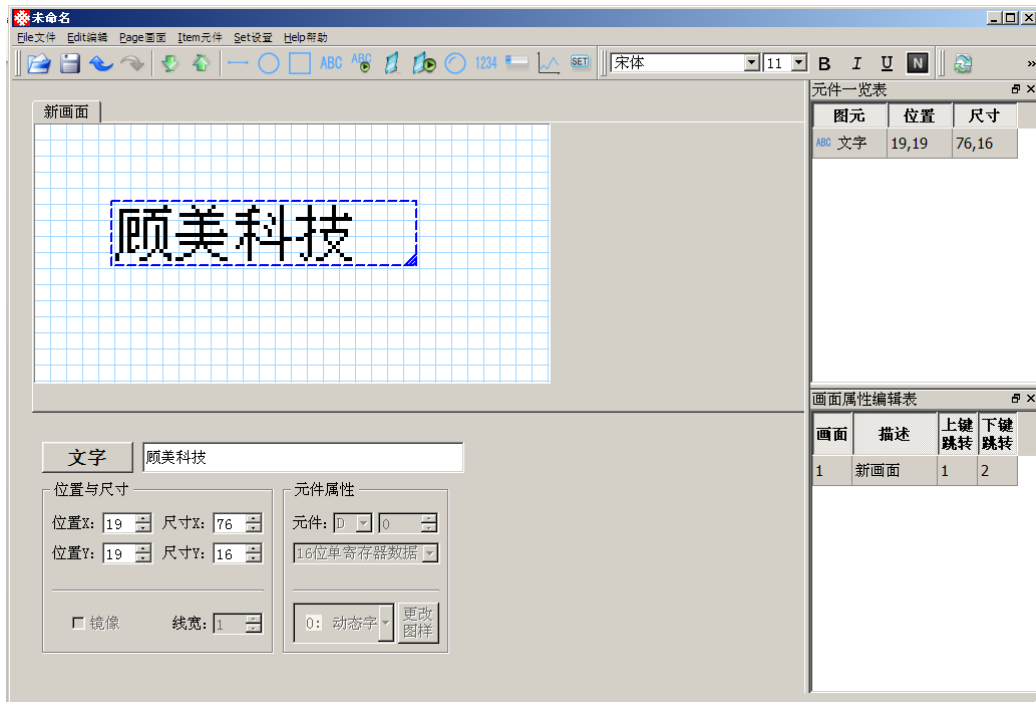 未命名
File文件 Edit编辑 Page画面 Item元件 Set设置 Help帮助
ABC ABC 1234 SET 宋体 11 B I U N »
新画面
顾美科技
文字 顾美科技
位置与尺寸
位置X: 19 尺寸X: 76
位置Y: 19 尺寸Y: 16
镜像 线宽: 1
元件属性
元件: D 0
16位单寄存器数据
0: 动态字 更改
图样
元件一览表
图元 位置 尺寸
ABC 文字 19,19 76,16
画面属性编辑表
画面 描述 上键跳转 下键跳转
1 新画面 1 2